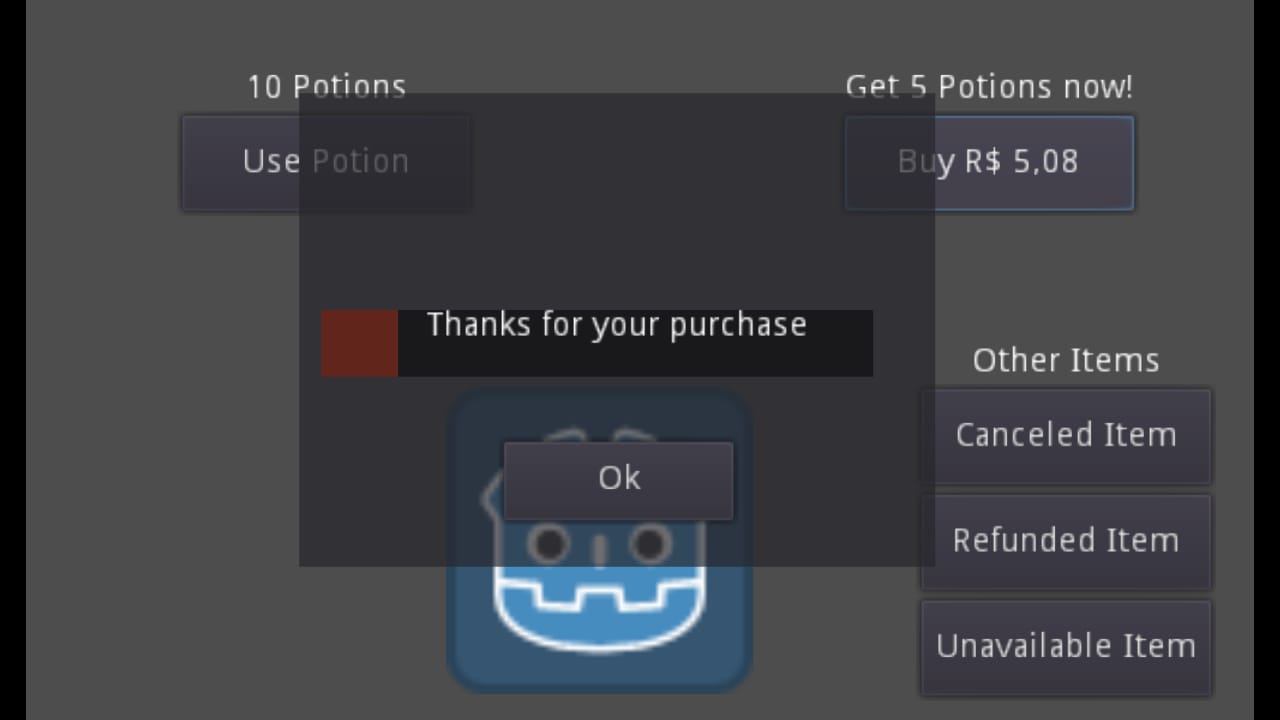 10 Potions
Get 5 Potions now!
Use Potion
Buy R$ 5,08
Thanks for your purchase
Other Items
Canceled Item
Ok
Refunded Item
Unavailable Item